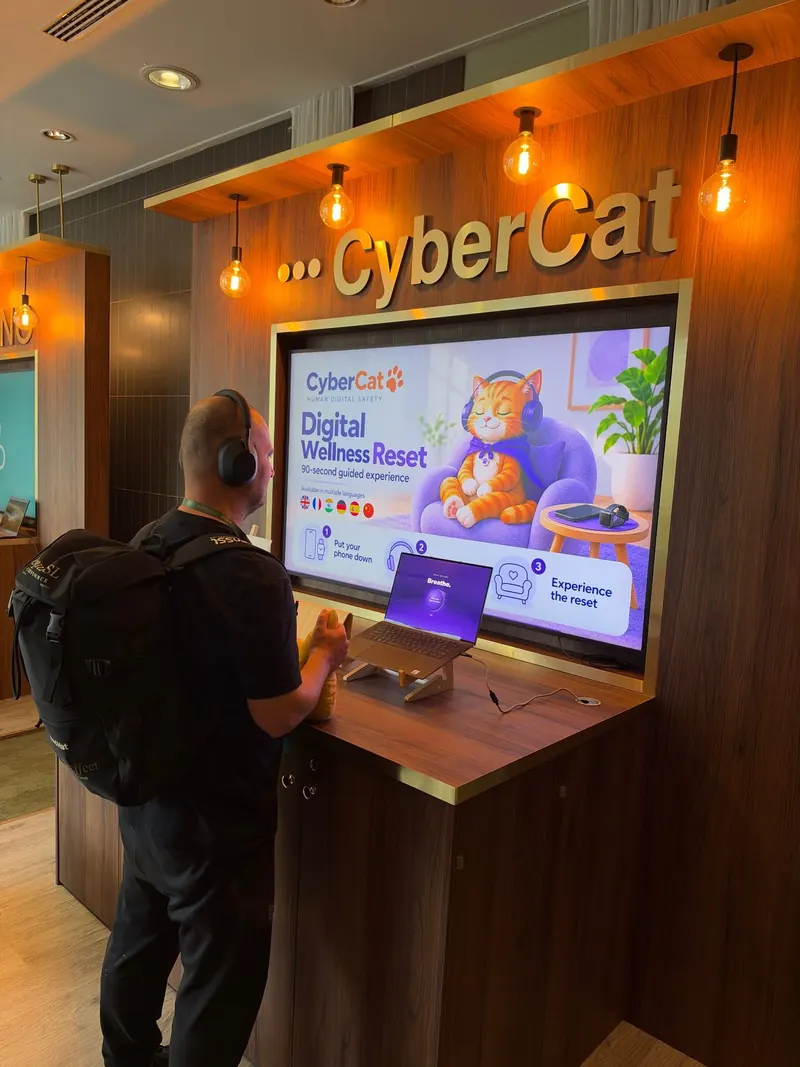 CyberCat
CyberCat
HUMAN DIGITAL SAFETY
Digital
Wellness Reset
90-second guided experience
Available in multiple languages
1
Put your
phone down
2
3
Experience
the reset
Breathe.
NO